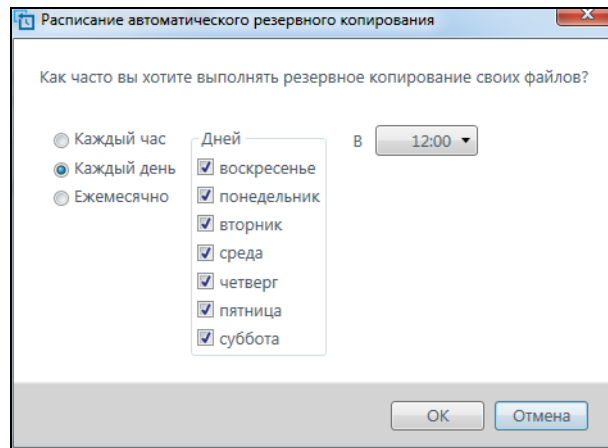 Расписание автоматического резервного копирования
Как часто вы хотите выполнять резервное копирование своих файлов?
Каждый час
Каждый день
Ежемесячно
Дней
воскресенье
понедельник
вторник
среда
четверг
пятница
суббота
В 12:00
OK
Отмена